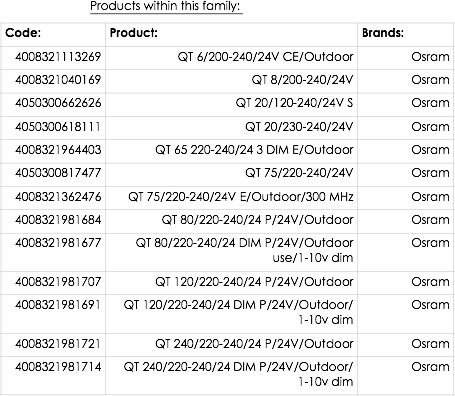 Products within this family:
Code: Product: Brands:
4008321113269 QT 6/200-240/24V CE/Outdoor Osram
4008321040169 QT 8/200-240/24V Osram
4050300662626 QT 20/120-240/24V S Osram
4050300618111 QT 20/230-240/24V Osram
4008321964403 QT 65 220-240/24 3 DIM E/Outdoor Osram
4050300817477 QT 75/220-240/24V Osram
4008321362476 QT 75/220-240/24V E/Outdoor/300 MHz Osram
4008321981684 QT 80/220-240/24 P/24V/Outdoor Osram
4008321981677 QT 80/220-240/24 DIM P/24V/Outdoor Osram
use/1-10v dim
4008321981707 QT 120/220-240/24 P/24V/Outdoor Osram
4008321981691 QT 120/220-240/24 DIM P/24V/Outdoor/ Osram
1-10v dim
4008321981721 QT 240/220-240/24 P/24V/Outdoor Osram
4008321981714 QT 240/220-240/24 DIM P/24V/Outdoor/ Osram
1-10v dim